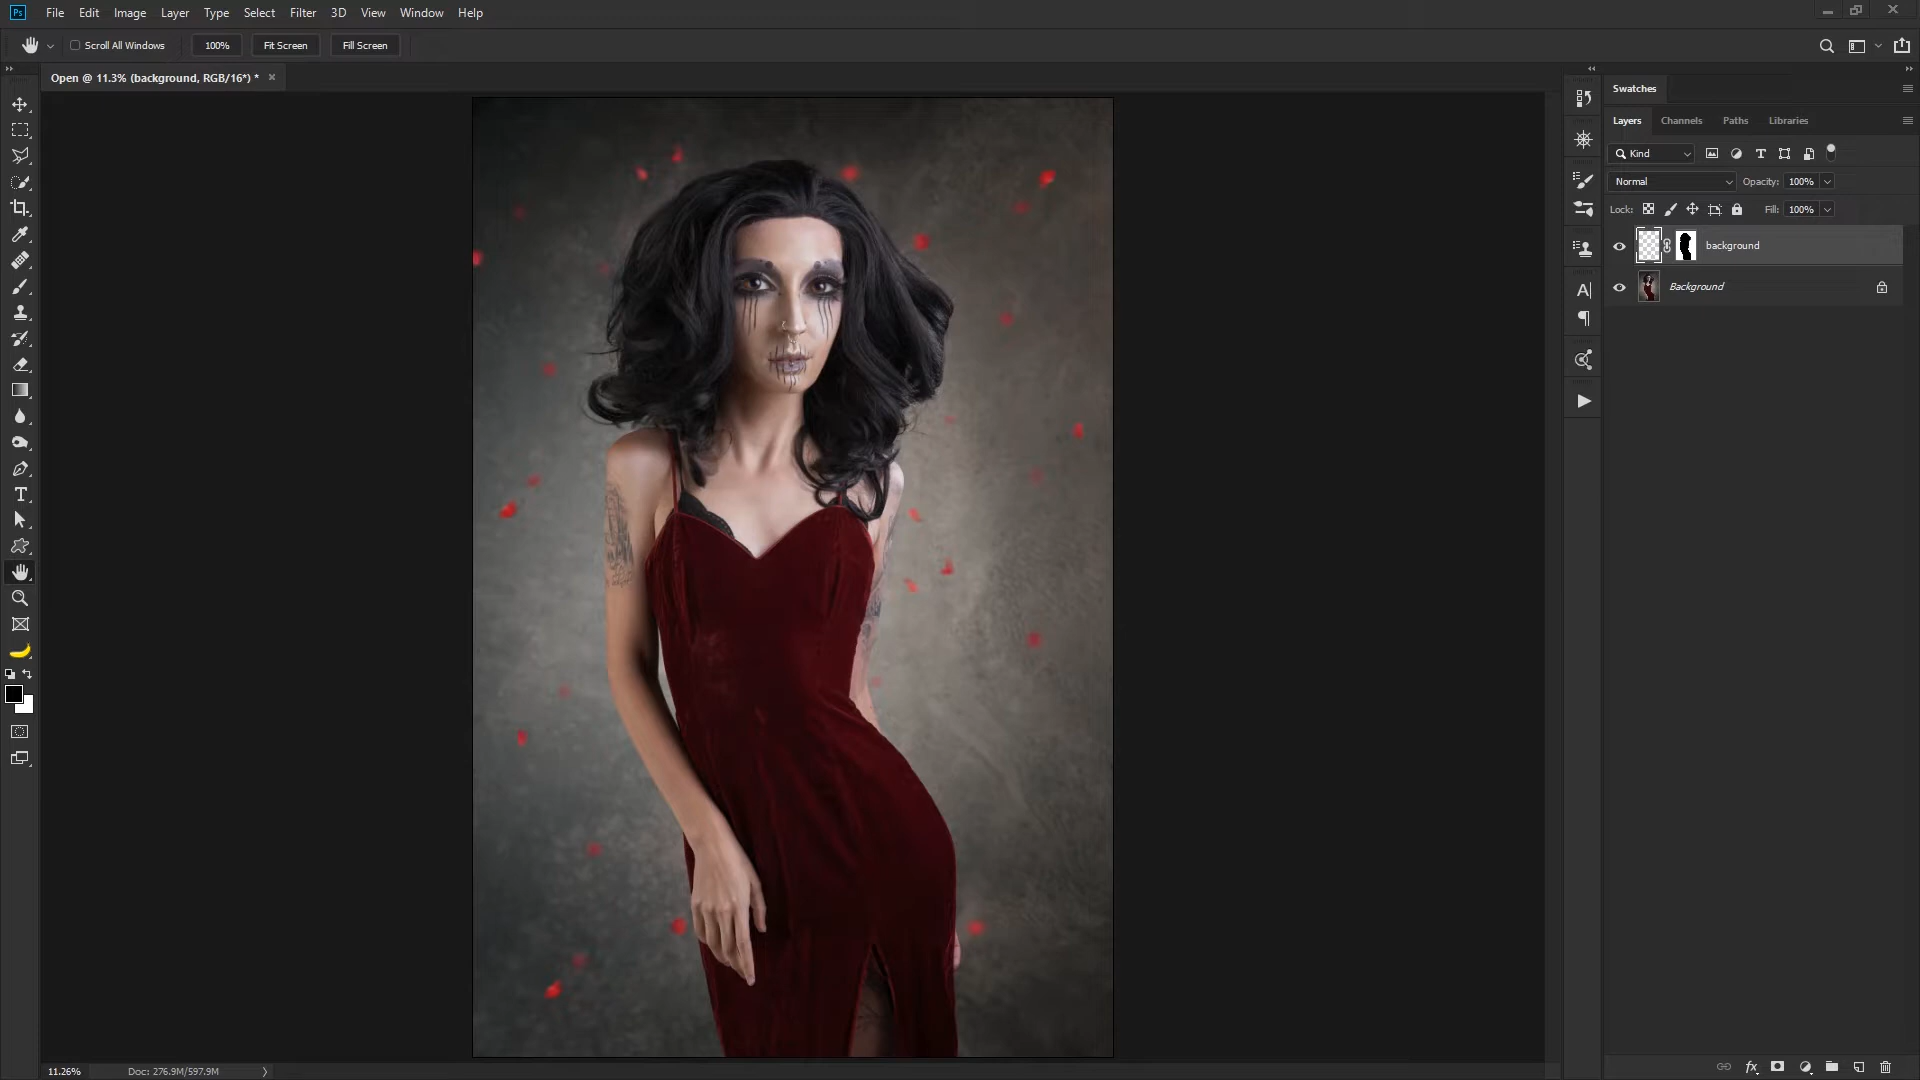 Ps File Edit Image Layer Type Select Filter 3D View Window Help
Scroll All Windows 100% Fit Screen Fill Screen
Open @ 11.3% (background, RGB/16*) * ×
Swatches
Layers Channels Paths Libraries
Kind
Normal Opacity: 100%
Lock: Fill: 100%
background
Background
11.26% Doc: 276.9M/597.9M